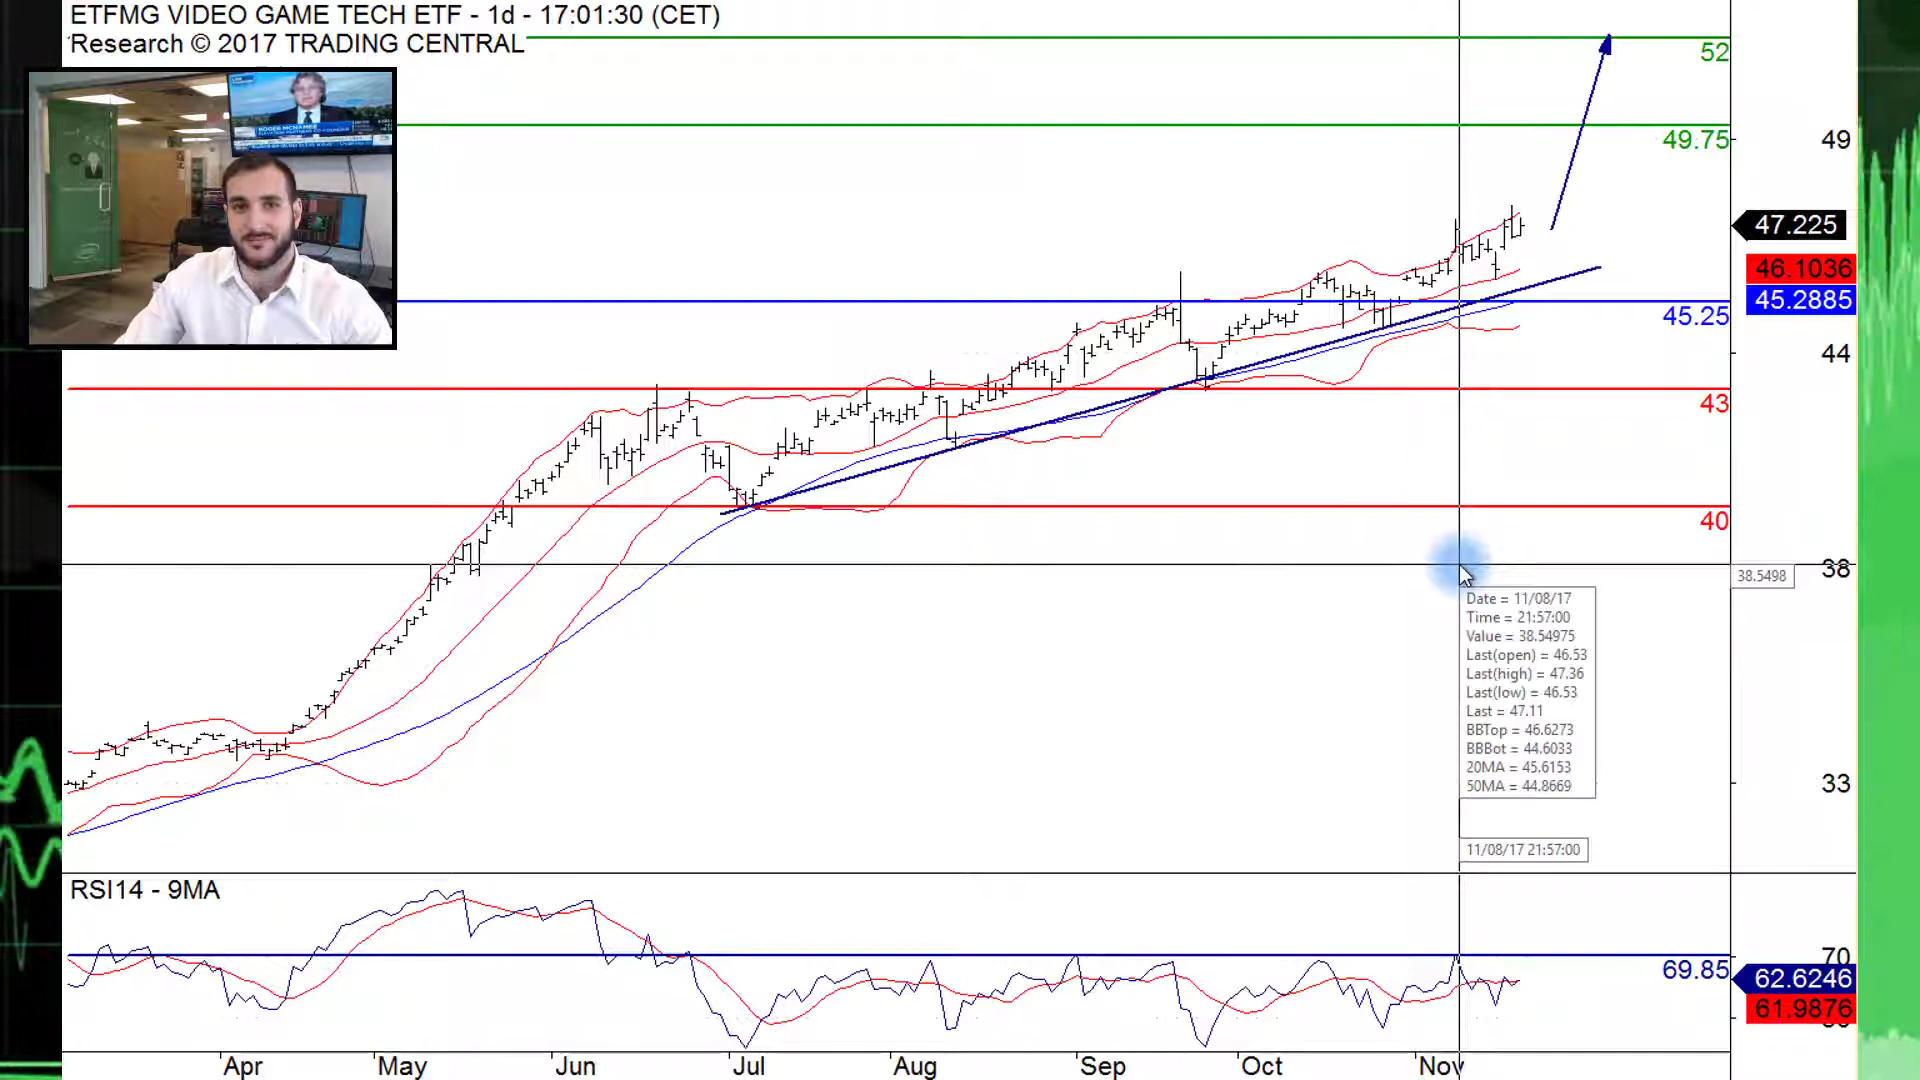 ETFMG VIDEO GAME TECH ETF - 1d - 17:01:30 (CET)
Research © 2017 TRADING CENTRAL
52
49.75
49
47.225
46.1036
45.2885
45.25
44
43
40
38
38.5498
33
ROGER MCNAMEE
intel
Date = 11/08/17
Time = 21:57:00
Value = 38.54975
Last(open) = 46.53
Last(high) = 47.36
Last(low) = 46.53
Last = 47.11
BBTop = 46.6273
BBBot = 44.6033
20MA = 45.6153
50MA = 44.8669
11/08/17 21:57:00
RSI14 - 9MA
70
69.85
62.6246
61.9876
Apr May Jun Jul Aug Sep Oct Nov